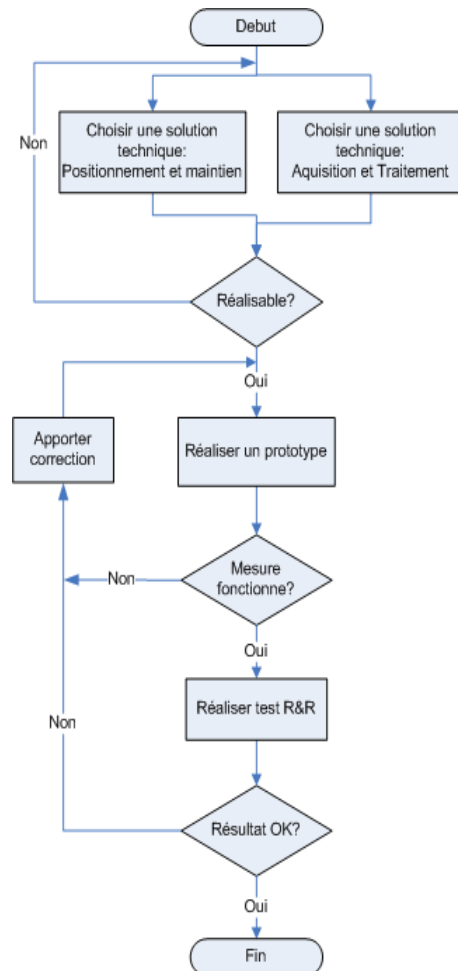 Debut
Non
Choisir une solution
technique:
Positionnement et maintien
Choisir une solution
technique:
Aquisition et Traitement
Réalisable?
Oui
Apporter
correction
Réaliser un prototype
Non
Mesure
fonctionne?
Oui
Réaliser test R&R
Non
Résultat OK?
Oui
Fin